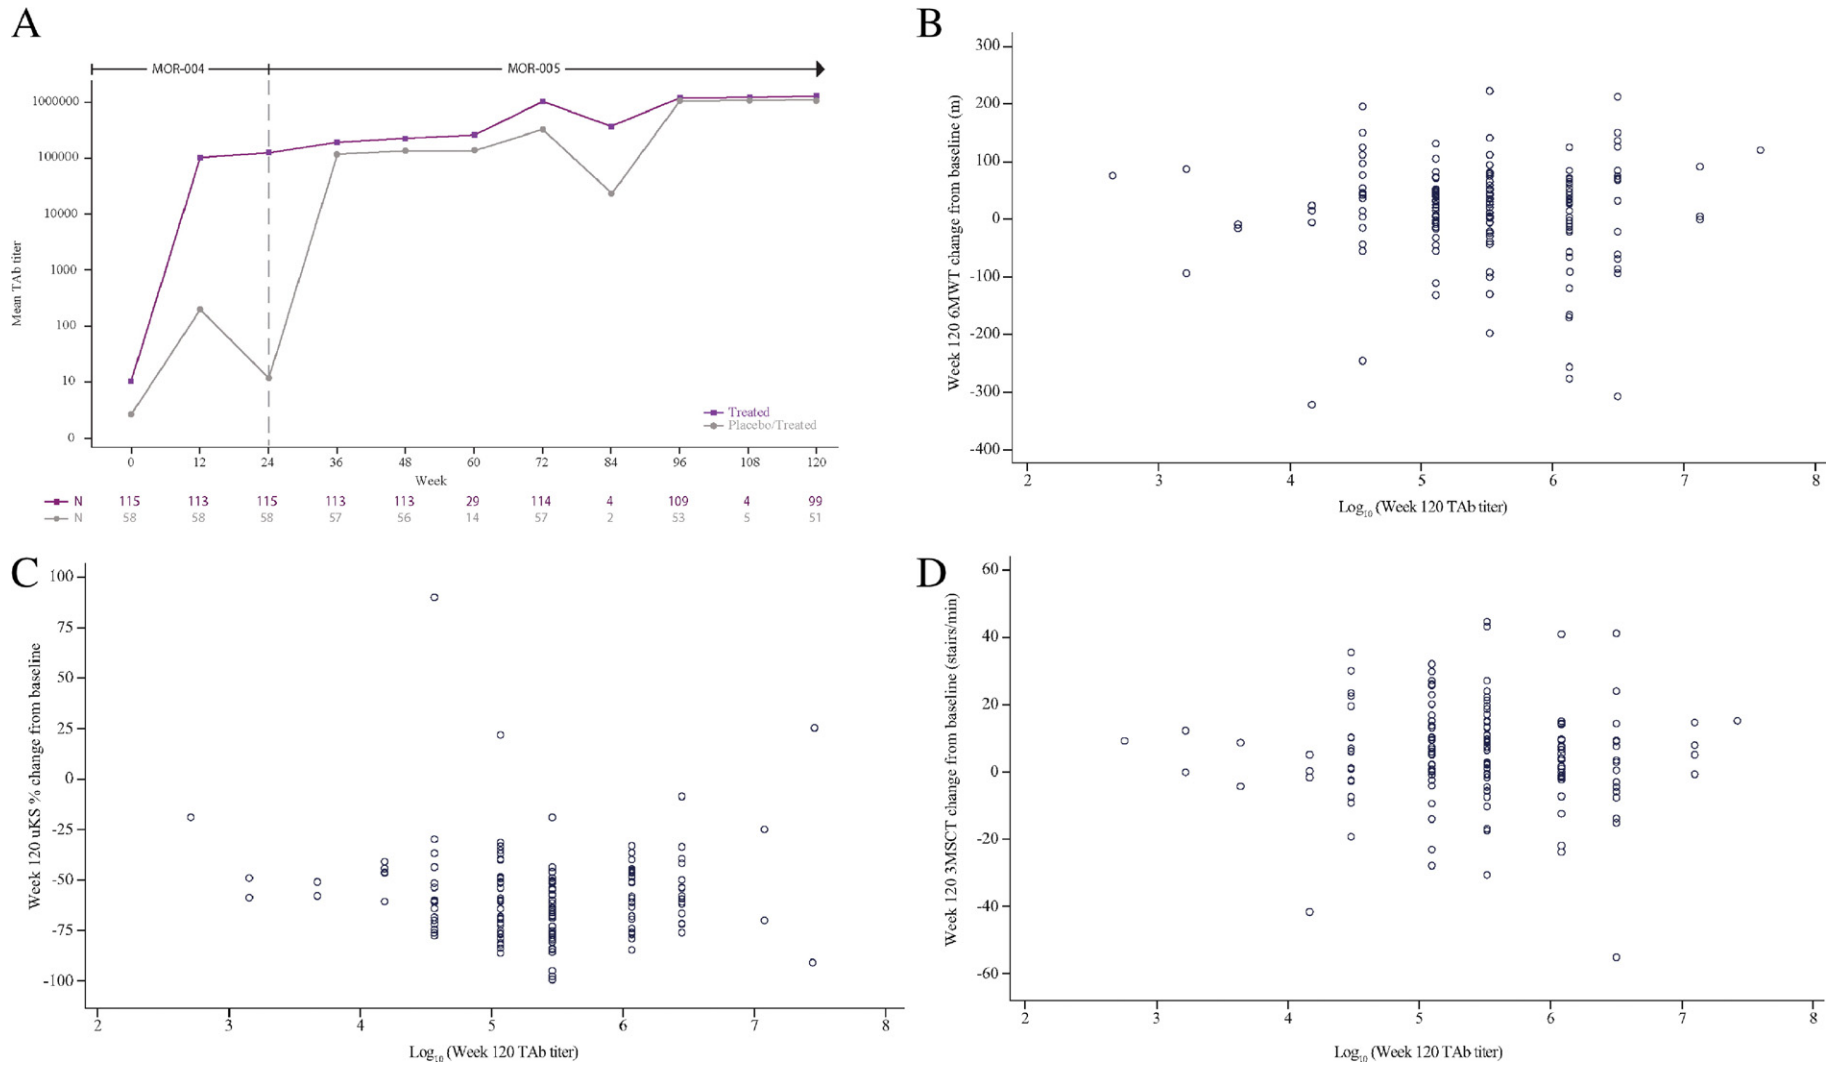 A
MOR-004
MOR-005
1000000
100000
10000
1000
100
10
0
Mean TAb titer
Treated
Placebo/Treated
0 12 24 36 48 60 72 84 96 108 120
Week
N 115 113 115 113 113 29 114 4 109 4 99
N 58 58 58 57 56 14 57 2 53 5 51
B
300
200
100
0
-100
-200
-300
-400
Week 120 6MWT change from baseline (m)
2 3 4 5 6 7 8
Log10 (Week 120 TAb titer)
C
100
75
50
25
0
-25
-50
-75
-100
Week 120 uKS % change from baseline
2 3 4 5 6 7 8
Log10 (Week 120 TAb titer)
D
60
40
20
0
-20
-40
-60
Week 120 3MSCT change from baseline (stairs/min)
2 3 4 5 6 7 8
Log10 (Week 120 TAb titer)